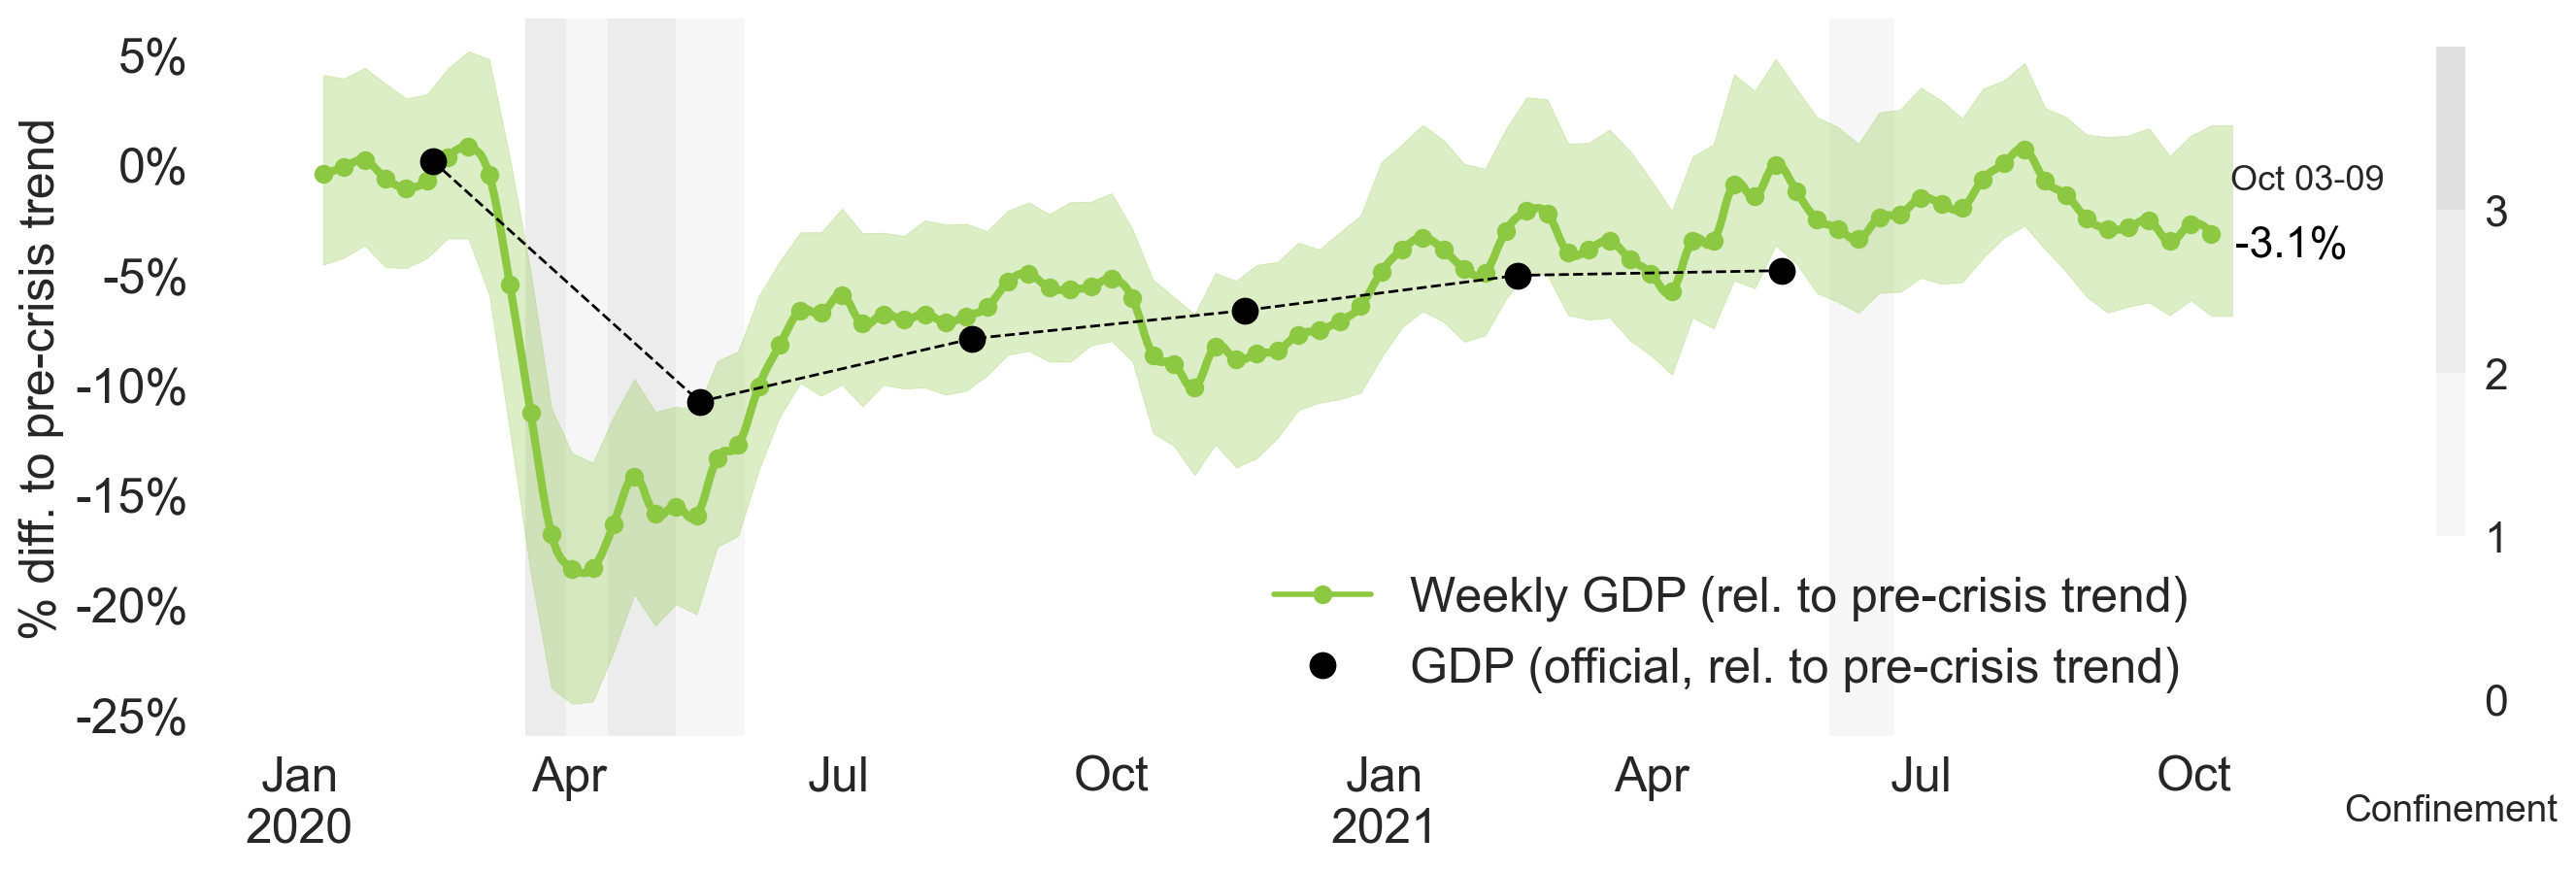 % diff. to pre-crisis trend
5%
0%
-5%
-10%
-15%
-20%
-25%
Jan
2020
Apr
Jul
Oct
Jan
2021
Apr
Jul
Oct
Oct 03-09
-3.1%
Weekly GDP (rel. to pre-crisis trend)
GDP (official, rel. to pre-crisis trend)
3
2
1
0
Confinement